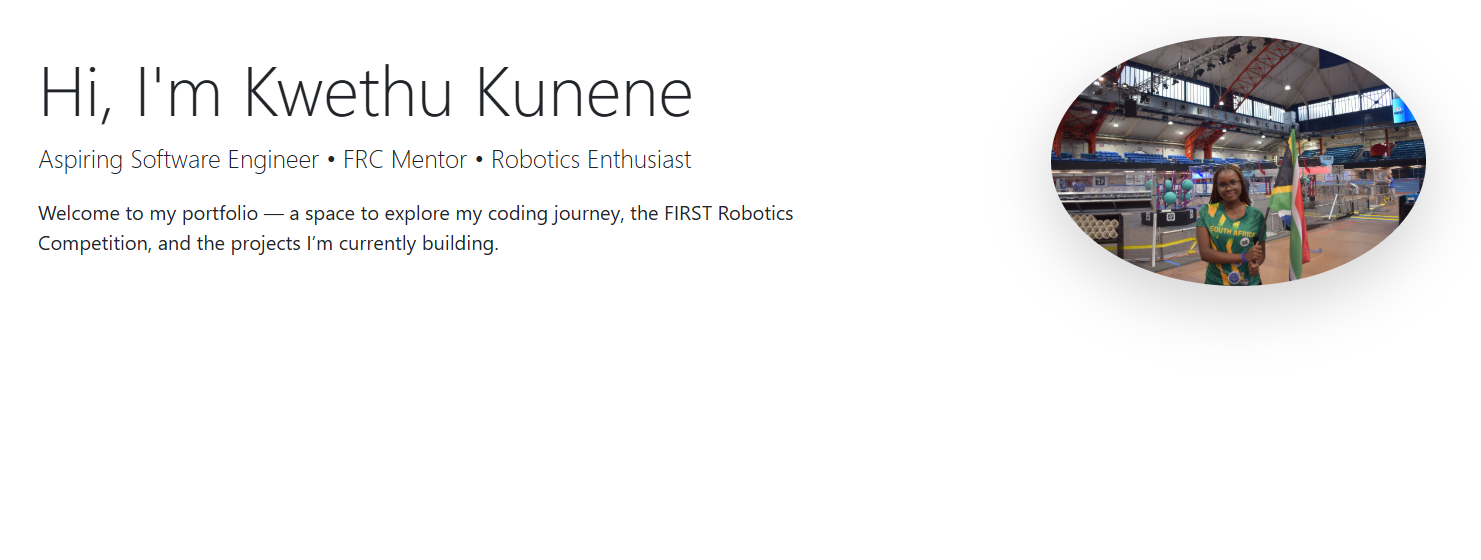 Hi, I'm Kwethu Kunene
Aspiring Software Engineer • FRC Mentor • Robotics Enthusiast
Welcome to my portfolio — a space to explore my coding journey, the FIRST Robotics
Competition, and the projects I’m currently building.
SOUTH AFRICA